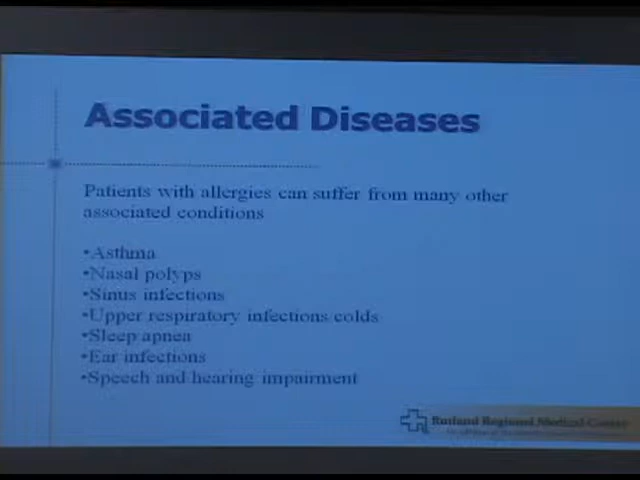 Associated Diseases
Patients with allergies can suffer from many other
associated conditions
•Asthma
•Nasal polyps
•Sinus infections
•Upper respiratory infections colds
•Sleep apnea
•Ear infections
•Speech and hearing impairment
Rutland Regional Medical Center